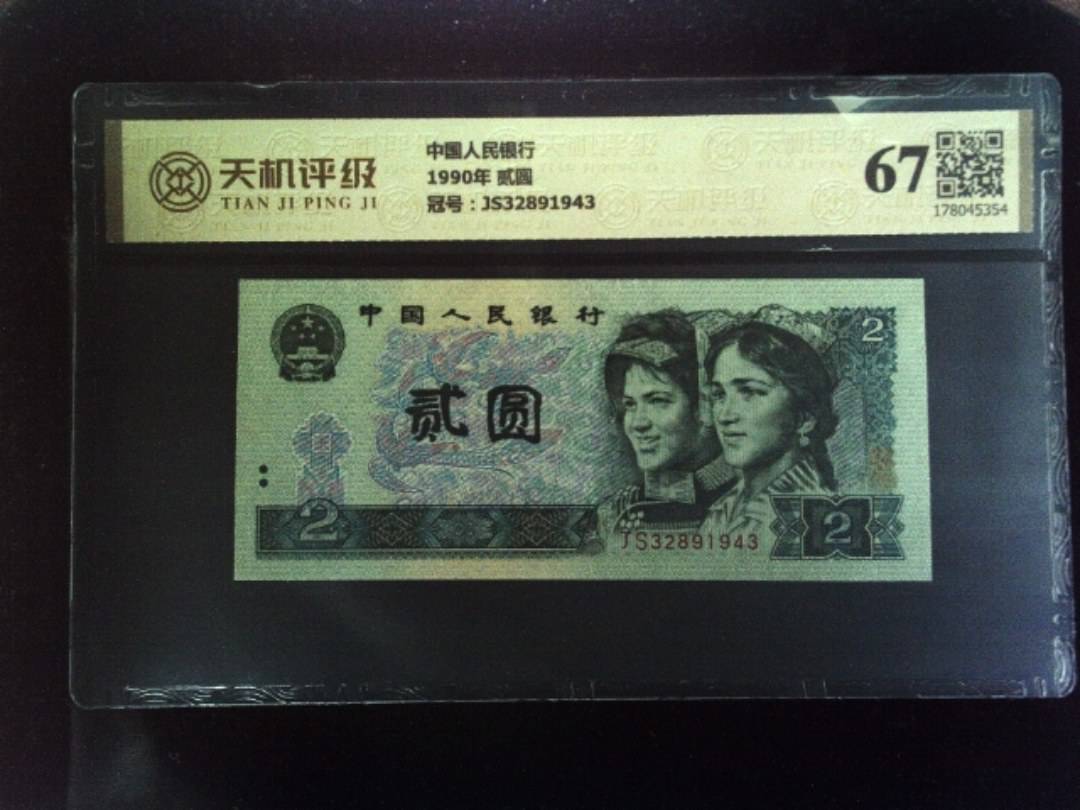 天机评级
TIAN JI PING JI
中国人民银行
1990年 贰圆
冠号：JS32891943
67
178045354
中国人民银行
2
贰圆
2
JS32891943
2